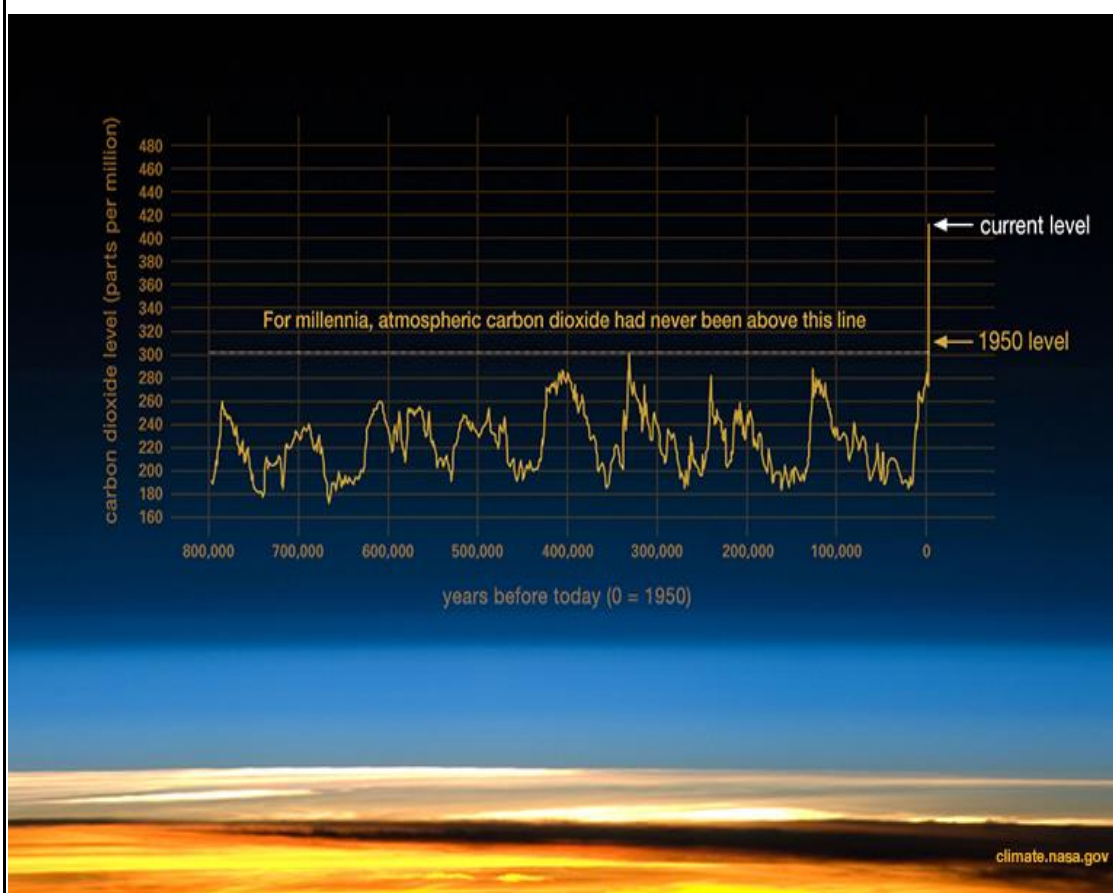 carbon dioxide level (parts per million)
480
460
440
420
400
380
360
340
320
300
280
260
240
220
200
180
160
current level
For millennia, atmospheric carbon dioxide had never been above this line
1950 level
800,000 700,000 600,000 500,000 400,000 300,000 200,000 100,000 0
years before today (0 = 1950)
climate.nasa.gov